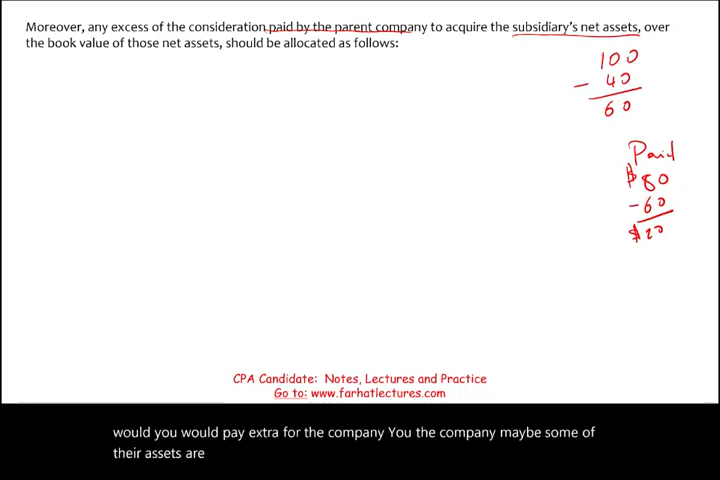 Moreover, any excess of the consideration paid by the parent company to acquire the subsidiary's net assets, over
the book value of those net assets, should be allocated as follows:
100
- 40
60
Paid
$80
-60
$20
CPA Candidate: Notes, Lectures and Practice
Go to: www.farhatlectures.com
would you would pay extra for the company You the company maybe some of
their assets are